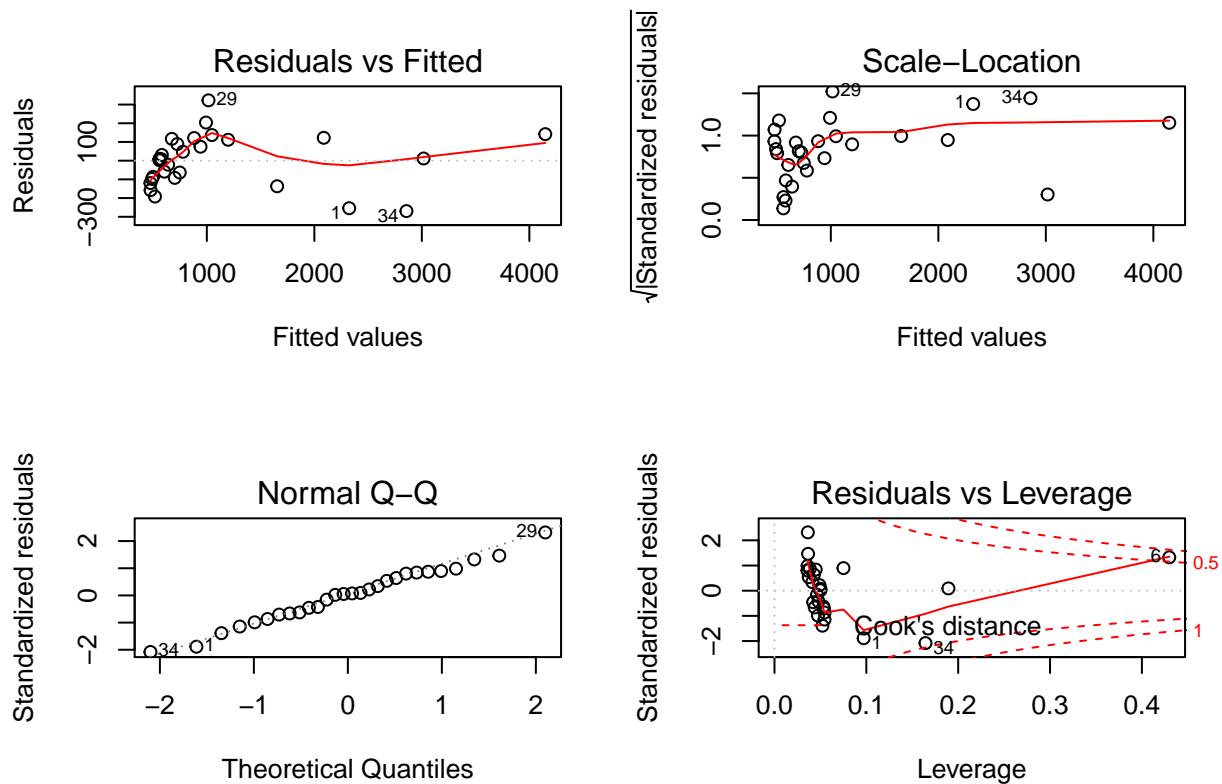 Residuals vs Fitted
Residuals
100
−300
29
1
34
1000 2000 3000 4000
Fitted values
Scale−Location
√|Standardized residuals|
1.0
0.0
29
1
34
1000 2000 3000 4000
Fitted values
Normal Q−Q
Standardized residuals
2
0
−2
29
34
1
−2 −1 0 1 2
Theoretical Quantiles
Residuals vs Leverage
Standardized residuals
2
0
−2
6
0.5
1
Cook's distance
1
34
0.0 0.1 0.2 0.3 0.4
Leverage